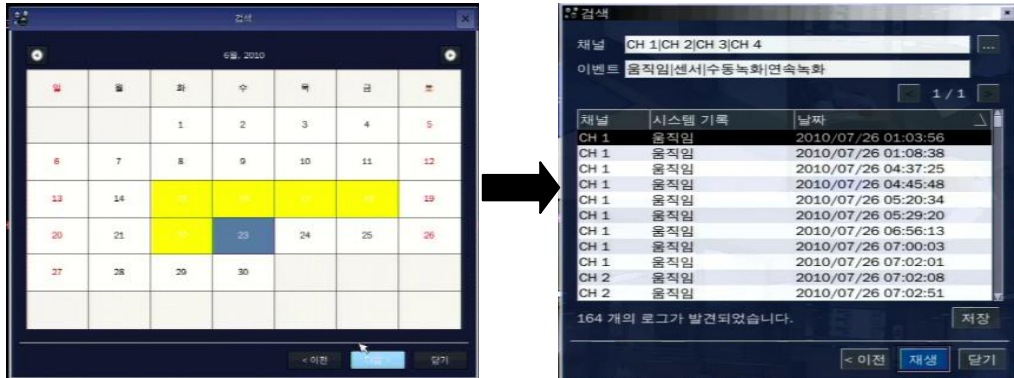 검색
6월, 2010
일 월 화 수 목 금 토
1 2 3 4 5
6 7 8 9 10 11 12
13 14 15 16 17 18 19
20 21 22 23 24 25 26
27 28 29 30
< 이전 다음 > 닫기
검색
채널 CH 1|CH 2|CH 3|CH 4 ...
이벤트 움직임|센서|수동녹화|연속녹화
< 1 / 1 >
채널 시스템 기록 날짜
CH 1 움직임 2010/07/26 01:03:56
CH 1 움직임 2010/07/26 01:08:38
CH 1 움직임 2010/07/26 04:37:25
CH 1 움직임 2010/07/26 04:45:48
CH 1 움직임 2010/07/26 05:20:34
CH 1 움직임 2010/07/26 05:29:20
CH 1 움직임 2010/07/26 06:56:13
CH 1 움직임 2010/07/26 07:00:03
CH 1 움직임 2010/07/26 07:02:01
CH 2 움직임 2010/07/26 07:02:08
CH 2 움직임 2010/07/26 07:02:51
164 개의 로그가 발견되었습니다. 저장
< 이전 재생 닫기